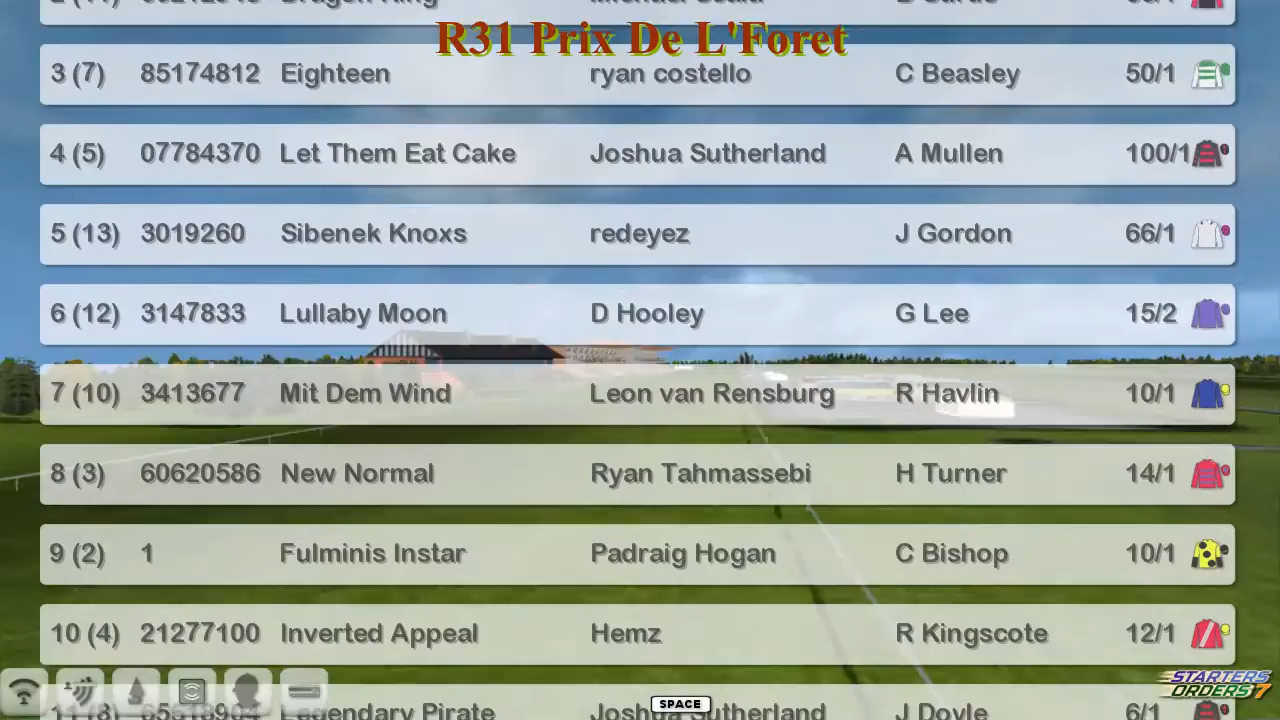 R31 Prix De L'Foret
3 (7) 85174812 Eighteen ryan costello C Beasley 50/1
4 (5) 07784370 Let Them Eat Cake Joshua Sutherland A Mullen 100/1
5 (13) 3019260 Sibenek Knoxs redeyez J Gordon 66/1
6 (12) 3147833 Lullaby Moon D Hooley G Lee 15/2
7 (10) 3413677 Mit Dem Wind Leon van Rensburg R Havlin 10/1
8 (3) 60620586 New Normal Ryan Tahmassebi H Turner 14/1
9 (2) 1 Fulminis Instar Padraig Hogan C Bishop 10/1
10 (4) 21277100 Inverted Appeal Hemz R Kingscote 12/1
11 (8) Legendary Pirate Joshua Sutherland J Doyle 6/1
SPACE
STARTERS
ORDERS 7